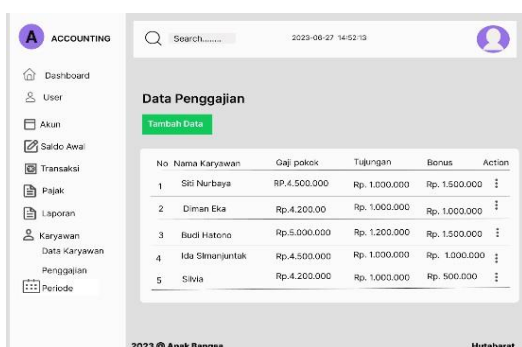 A ACCOUNTING
Search........
2023-06-27 14:52:13
Dashboard
User
Akun
Saldo Awal
Transaksi
Pajak
Laporan
Karyawan
Data Karyawan
Penggajian
Periode
Data Penggajian
Tambah Data
No Nama Karyawan Gaji pokok Tujungan Bonus Action
1 Siti Nurbaya RP.4.500.000 Rp. 1.000.000 Rp. 1.500.000
2 Diman Eka Rp.4.200.00 Rp. 1.000.000 Rp. 1.000.000
3 Budi Hatono Rp.5.000.000 Rp. 1.200.000 Rp. 1.500.000
4 Ida SImanjuntak Rp.4.500.000 Rp. 1.000.000 Rp. 1.000.000
5 Silvia Rp.4.200.000 Rp. 1.000.000 Rp. 500.000
2023 @ Anak Bangsa Hutabarat